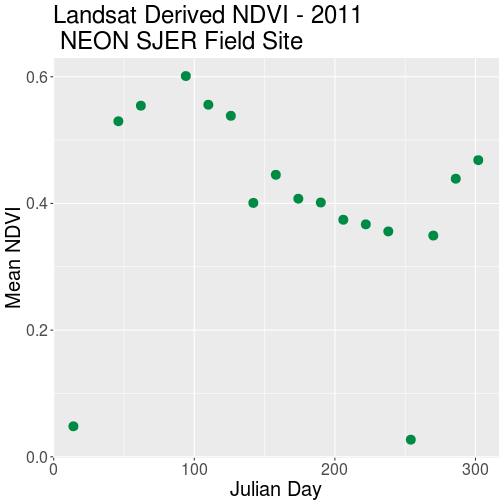 Landsat Derived NDVI - 2011
NEON SJER Field Site
Mean NDVI
0.6
0.4
0.2
0.0
0 100 200 300
Julian Day